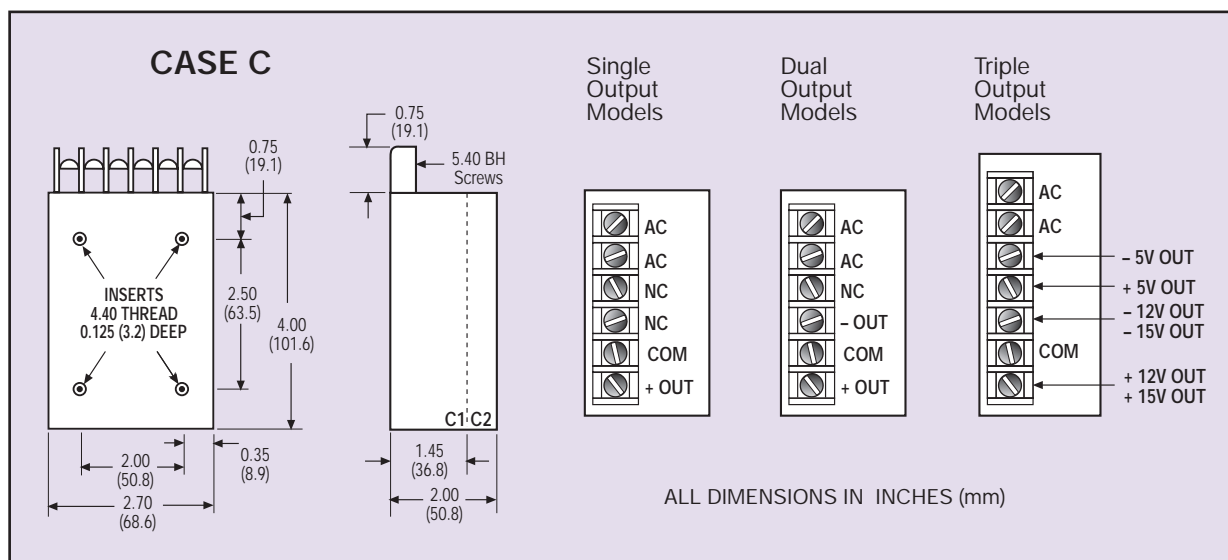 CASE C
0.75
(19.1)
INSERTS
4.40 THREAD
0.125 (3.2) DEEP
2.50
(63.5)
4.00
(101.6)
2.00
(50.8)
0.35
(8.9)
2.70
(68.6)
0.75
(19.1)
5.40 BH
Screws
C1 C2
1.45
(36.8)
2.00
(50.8)
Single
Output
Models
AC
AC
NC
NC
COM
+ OUT
Dual
Output
Models
AC
AC
NC
– OUT
COM
+ OUT
Triple
Output
Models
AC
AC
– 5V OUT
+ 5V OUT
– 12V OUT
– 15V OUT
COM
+ 12V OUT
+ 15V OUT
ALL DIMENSIONS IN INCHES (mm)